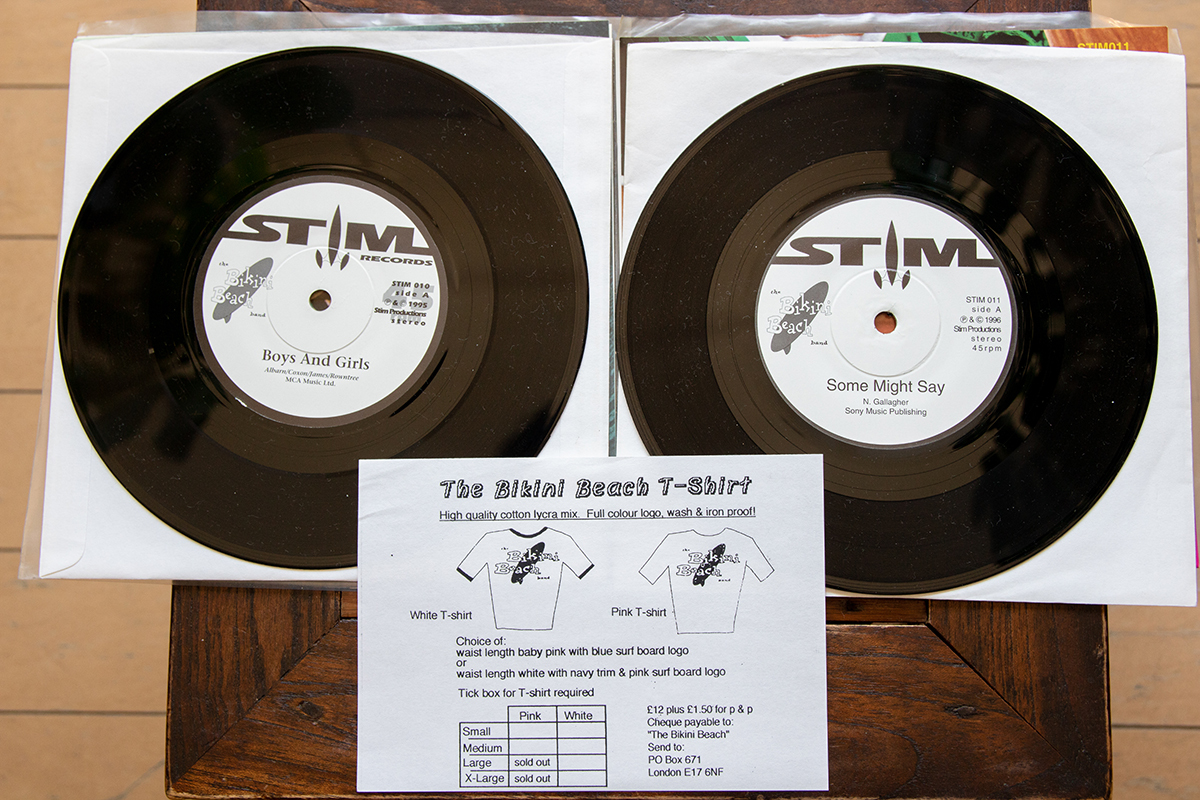 STIM011
STIM
RECORDS
the
Bikini
Beach
band
STIM 010
side A
℗ & © 1995
Stim Productions
stereo
Boys And Girls
Albarn/Coxon/James/Rowntree
MCA Music Ltd.
STIM
the
Bikini
Beach
band
STIM 011
side A
℗ & © 1996
Stim Productions
stereo
45rpm
Some Might Say
N. Gallagher
Sony Music Publishing
The Bikini Beach T-Shirt
High quality cotton lycra mix. Full colour logo, wash & iron proof!
the
Bikini
Beach
band
the
Bikini
Beach
band
White T-shirt
Pink T-shirt
Choice of:
waist length baby pink with blue surf board logo
or
waist length white with navy trim & pink surf board logo
Tick box for T-shirt required
Pink White
Small
Medium
Large sold out
X-Large sold out
£12 plus £1.50 for p & p
Cheque payable to:
"The Bikini Beach"
Send to:
PO Box 671
London E17 6NF